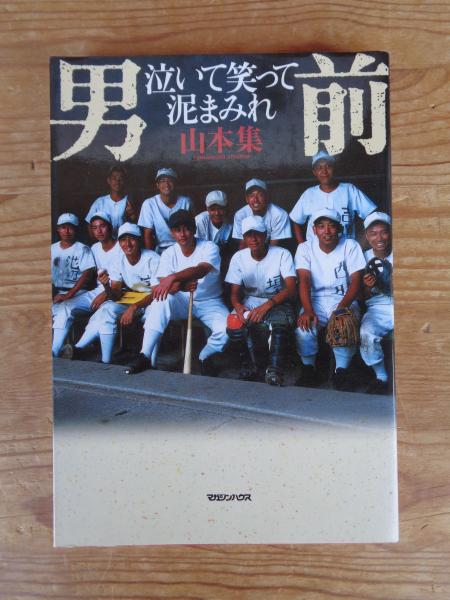 男前
泣いて笑って
泥まみれ
山本集
マガジンハウス